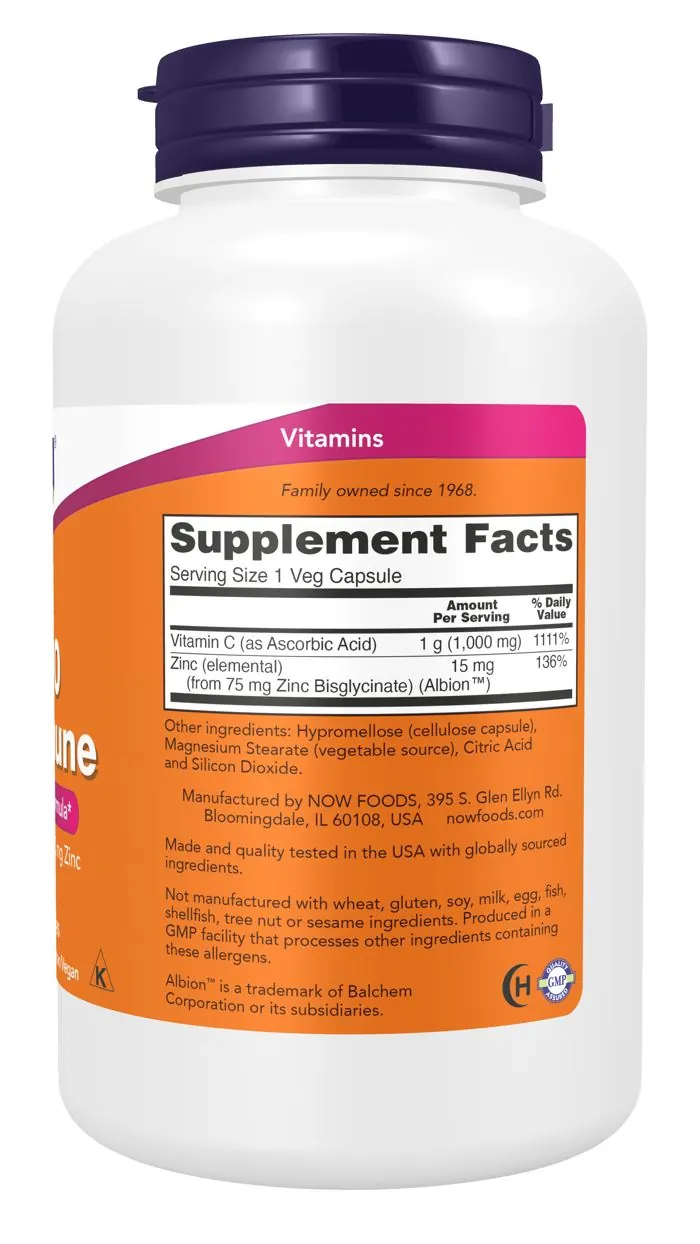 Vitamins
Family owned since 1968.
Supplement Facts
Serving Size 1 Veg Capsule
Amount Per Serving % Daily Value
Vitamin C (as Ascorbic Acid) 1 g (1,000 mg) 1111%
Zinc (elemental) 15 mg 136%
(from 75 mg Zinc Bisglycinate) (Albion™)
Other ingredients: Hypromellose (cellulose capsule),
Magnesium Stearate (vegetable source), Citric Acid
and Silicon Dioxide.
Manufactured by NOW FOODS, 395 S. Glen Ellyn Rd.
Bloomingdale, IL 60108, USA nowfoods.com
Made and quality tested in the USA with globally sourced
ingredients.
Not manufactured with wheat, gluten, soy, milk, egg, fish,
shellfish, tree nut or sesame ingredients. Produced in a
GMP facility that processes other ingredients containing
these allergens.
Albion™ is a trademark of Balchem
Corporation or its subsidiaries.
Zinc
Vegan
K
H
QUALITY
GMP
ASSURED